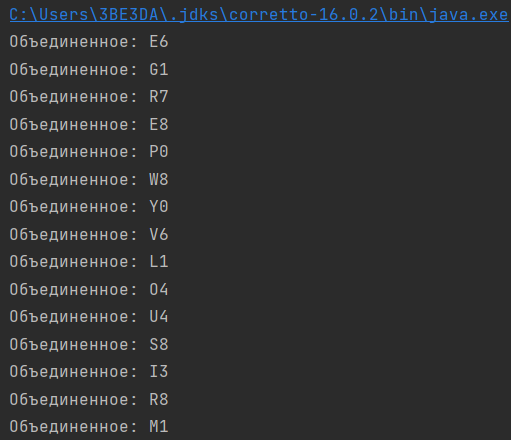 C:\Users\3BE3DA\.jdks\corretto-16.0.2\bin\java.exe
Объединенное: E6
Объединенное: G1
Объединенное: R7
Объединенное: E8
Объединенное: P0
Объединенное: W8
Объединенное: Y0
Объединенное: V6
Объединенное: L1
Объединенное: O4
Объединенное: U4
Объединенное: S8
Объединенное: I3
Объединенное: R8
Объединенное: M1